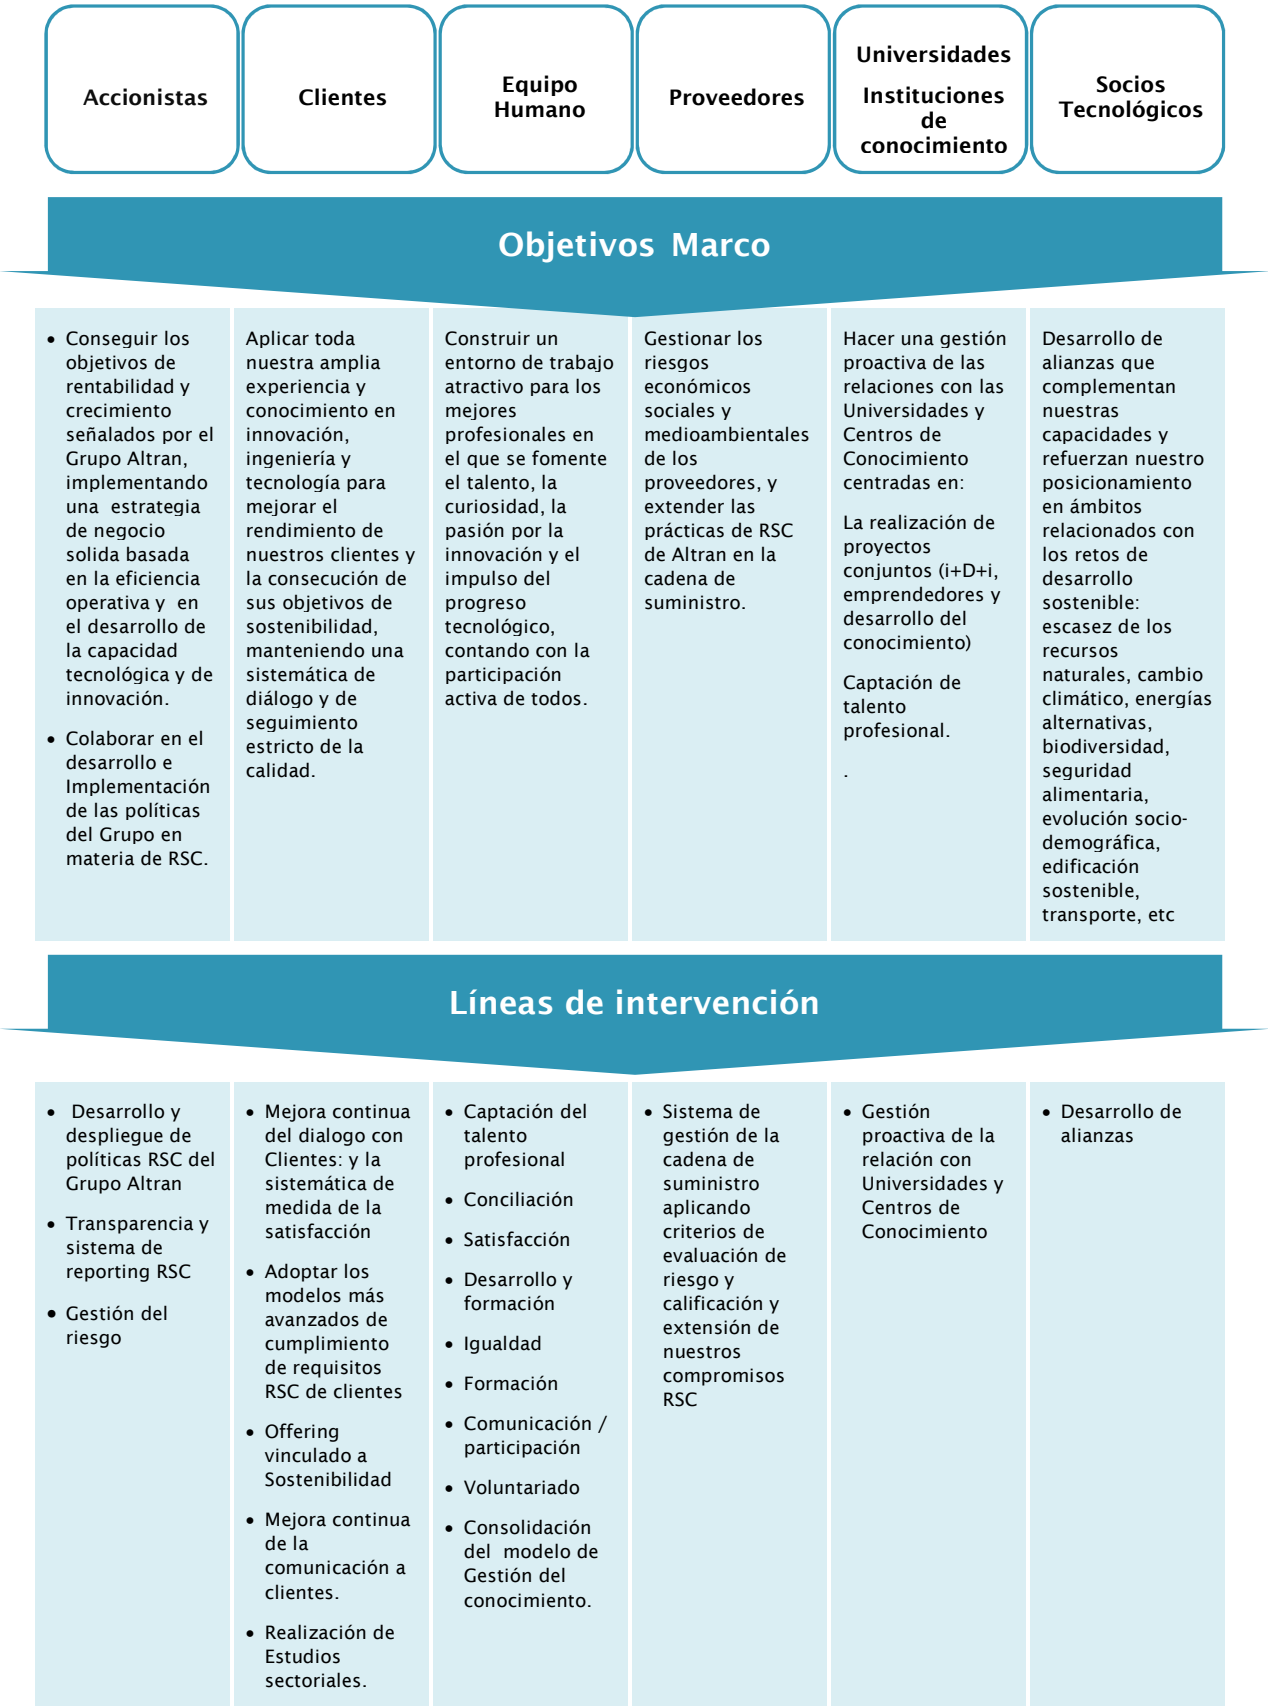 Accionistas
Clientes
Equipo
Humano
Proveedores
Universidades
Instituciones
de
conocimiento
Socios
Tecnológicos
Objetivos Marco
• Conseguir los
objetivos de
rentabilidad y
crecimiento
señalados por el
Grupo Altran,
implementando
una estrategia
de negocio
solida basada
en la eficiencia
operativa y en
el desarrollo de
la capacidad
tecnológica y de
innovación.
• Colaborar en el
desarrollo e
Implementación
de las políticas
del Grupo en
materia de RSC.
Aplicar toda
nuestra amplia
experiencia y
conocimiento en
innovación,
ingeniería y
tecnología para
mejorar el
rendimiento de
nuestros clientes y
la consecución de
sus objetivos de
sostenibilidad,
manteniendo una
sistemática de
diálogo y de
seguimiento
estricto de la
calidad.
Construir un
entorno de trabajo
atractivo para los
mejores
profesionales en
el que se fomente
el talento, la
curiosidad, la
pasión por la
innovación y el
impulso del
progreso
tecnológico,
contando con la
participación
activa de todos.
Gestionar los
riesgos
económicos
sociales y
medioambientales
de los
proveedores, y
extender las
prácticas de RSC
de Altran en la
cadena de
suministro.
Hacer una gestión
proactiva de las
relaciones con las
Universidades y
Centros de
Conocimiento
centradas en:
La realización de
proyectos
conjuntos (i+D+i,
emprendedores y
desarrollo del
conocimiento)
Captación de
talento
profesional.
.
Desarrollo de
alianzas que
complementan
nuestras
capacidades y
refuerzan nuestro
posicionamiento
en ámbitos
relacionados con
los retos de
desarrollo
sostenible:
escasez de los
recursos
naturales, cambio
climático, energías
alternativas,
biodiversidad,
seguridad
alimentaria,
evolución socio-
demográfica,
edificación
sostenible,
transporte, etc
Líneas de intervención
• Desarrollo y
despliegue de
políticas RSC del
Grupo Altran
• Transparencia y
sistema de
reporting RSC
• Gestión del
riesgo
• Mejora continua
del dialogo con
Clientes: y la
sistemática de
medida de la
satisfacción
• Adoptar los
modelos más
avanzados de
cumplimiento
de requisitos
RSC de clientes
• Offering
vinculado a
Sostenibilidad
• Mejora continua
de la
comunicación a
clientes.
• Realización de
Estudios
sectoriales.
• Captación del
talento
profesional
• Conciliación
• Satisfacción
• Desarrollo y
formación
• Igualdad
• Formación
• Comunicación /
participación
• Voluntariado
• Consolidación
del modelo de
Gestión del
conocimiento.
• Sistema de
gestión de la
cadena de
suministro
aplicando
criterios de
evaluación de
riesgo y
calificación y
extensión de
nuestros
compromisos
RSC
• Gestión
proactiva de la
relación con
Universidades y
Centros de
Conocimiento
• Desarrollo de
alianzas